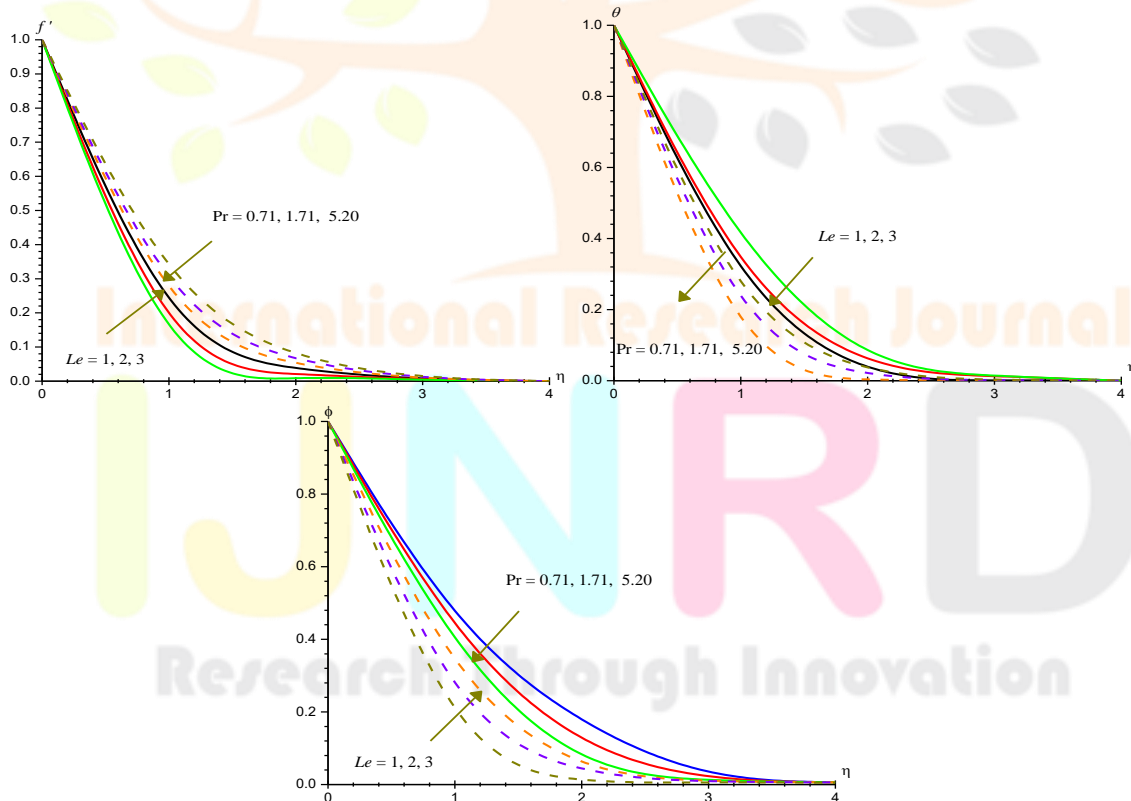 f '
1.0
0.9
0.8
0.7
0.6
0.5
0.4
0.3
0.2
0.1
0.0
0
1
2
3
4
η
Pr = 0.71, 1.71, 5.20
Le = 1, 2, 3
θ
1.0
0.8
0.6
0.4
0.2
0.0
0
1
2
3
4
Le = 1, 2, 3
Pr = 0.71, 1.71, 5.20
International Research Journal
ϕ
1.0
0.8
0.6
0.4
0.2
0.0
0
1
2
3
4
η
Pr = 0.71, 1.71, 5.20
Le = 1, 2, 3
IJNRD
Research Through Innovation